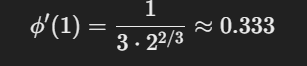 ϕ′(1) = 1/(3 · 2^{2/3}) ≈ 0.333